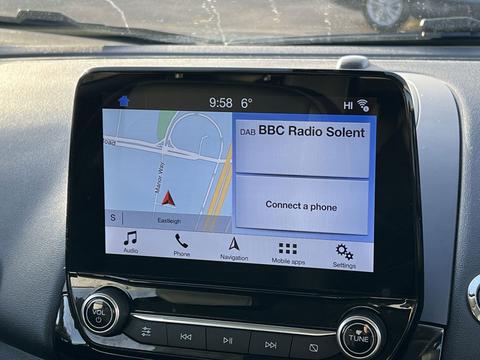 9:58 6° HI
oad
Manor Way
S Eastleigh
DAB BBC Radio Solent
Connect a phone
Audio Phone Navigation Mobile apps Settings
VOL
TUNE